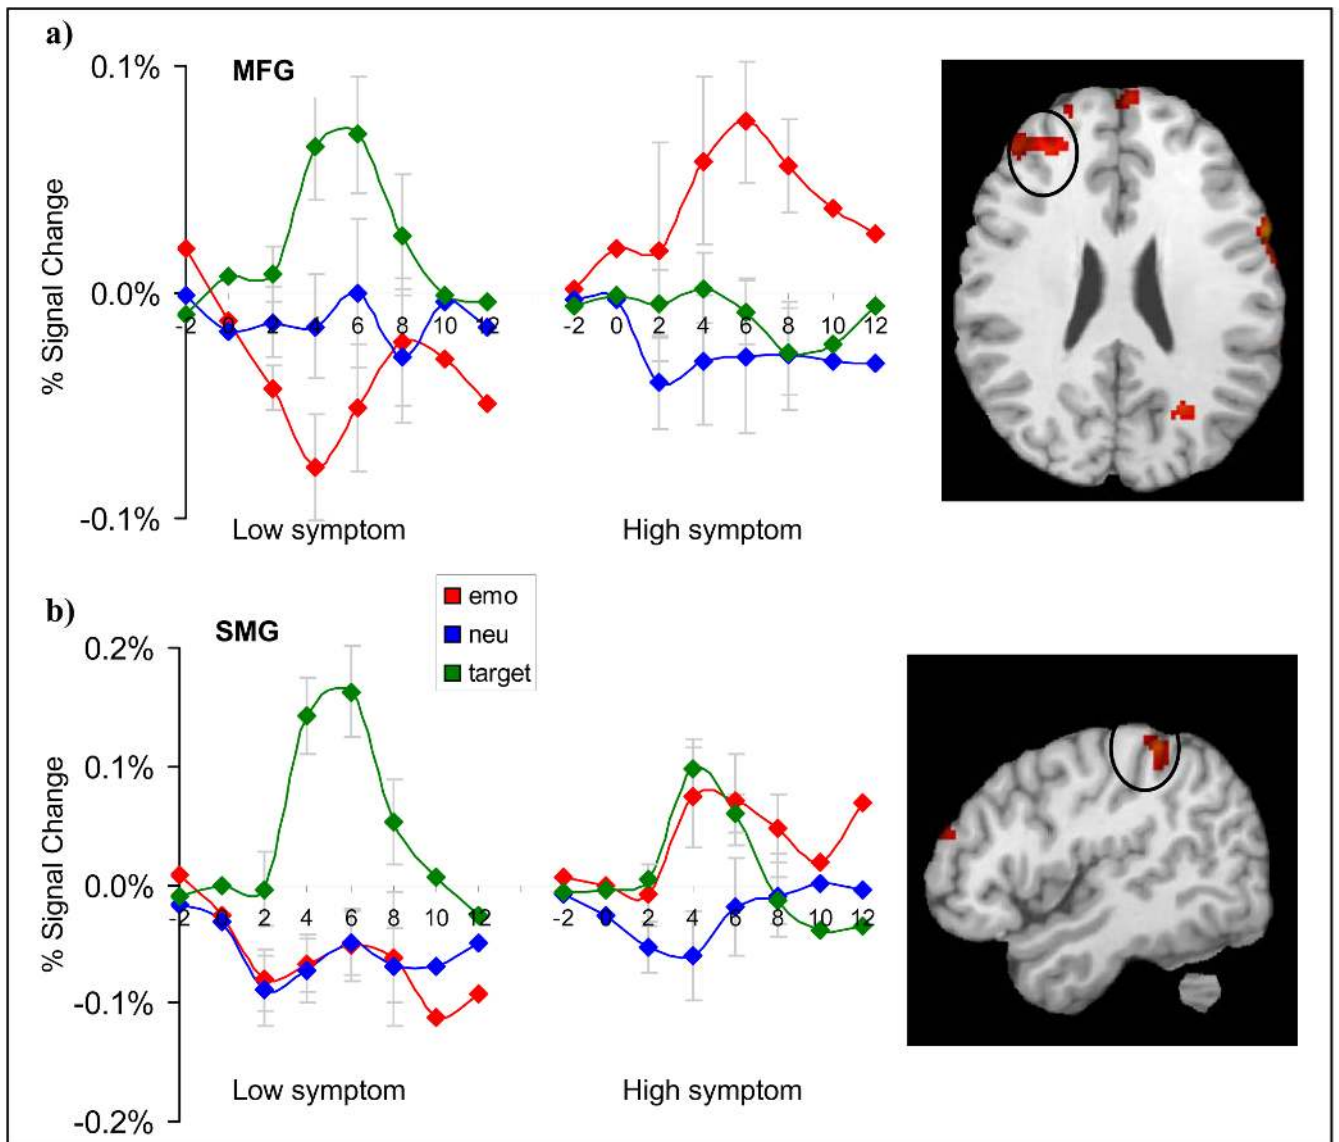 a)
MFG
0.1%
0.0%
-0.1%
% Signal Change
-2 0 2 4 6 8 10 12
-2 0 2 4 6 8 10 12
Low symptom
High symptom
b)
SMG
emo
neu
target
0.2%
0.1%
0.0%
-0.1%
-0.2%
% Signal Change
-2 0 2 4 6 8 10 12
-2 0 2 4 6 8 10 12
Low symptom
High symptom